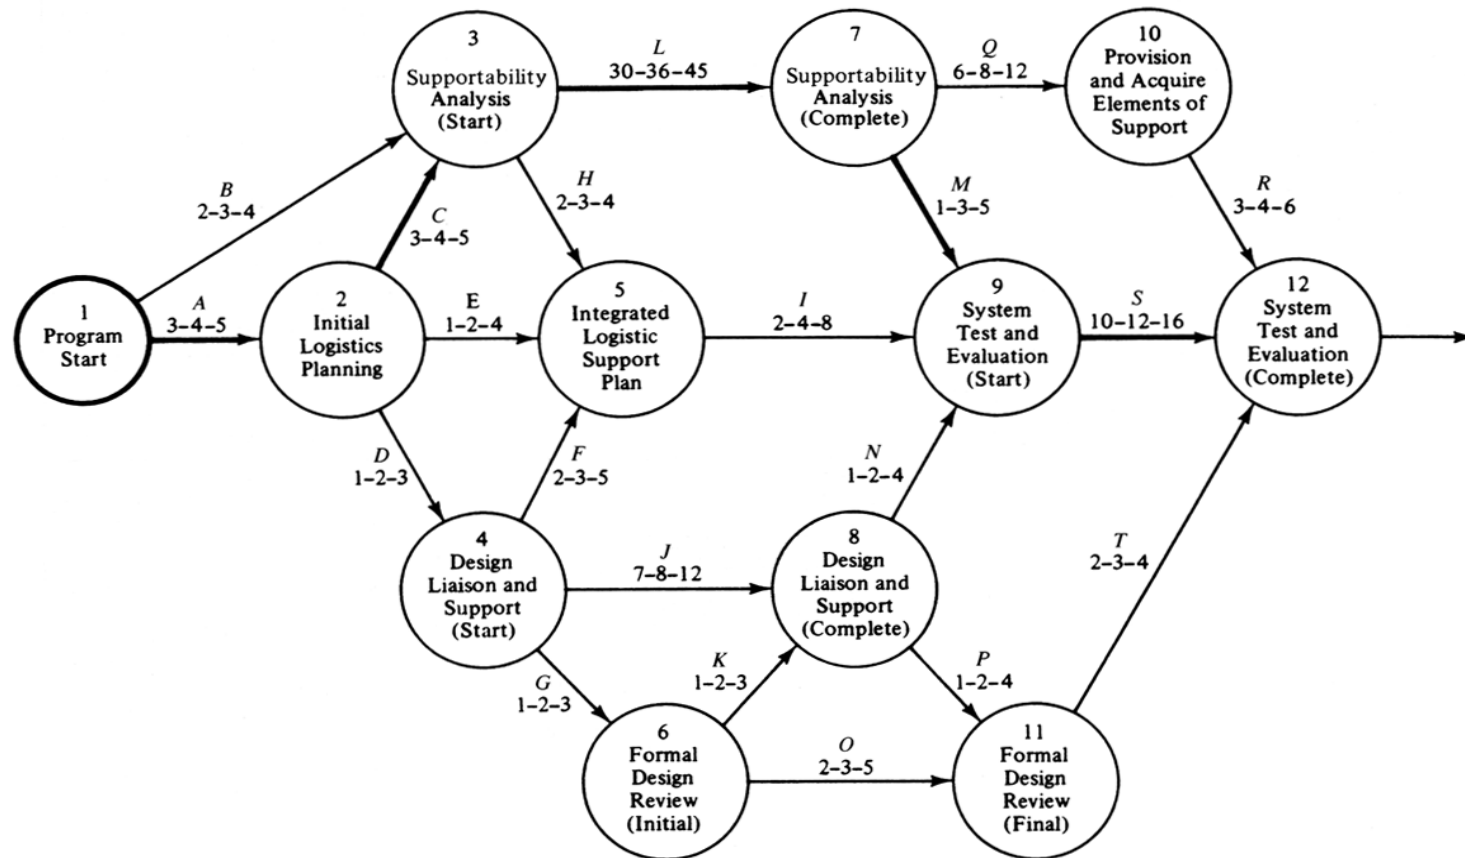 3
Supportability
Analysis
(Start)
L
30–36–45
7
Supportability
Analysis
(Complete)
Q
6–8–12
10
Provision
and Acquire
Elements of
Support
B
2–3–4
C
3–4–5
H
2–3–4
M
1–3–5
R
3–4–6
1
Program
Start
A
3–4–5
2
Initial
Logistics
Planning
E
1–2–4
5
Integrated
Logistic
Support
Plan
I
2–4–8
9
System
Test and
Evaluation
(Start)
S
10–12–16
12
System
Test and
Evaluation
(Complete)
D
1–2–3
F
2–3–5
N
1–2–4
T
2–3–4
4
Design
Liaison and
Support
(Start)
J
7–8–12
8
Design
Liaison and
Support
(Complete)
G
1–2–3
K
1–2–3
P
1–2–4
6
Formal
Design
Review
(Initial)
O
2–3–5
11
Formal
Design
Review
(Final)